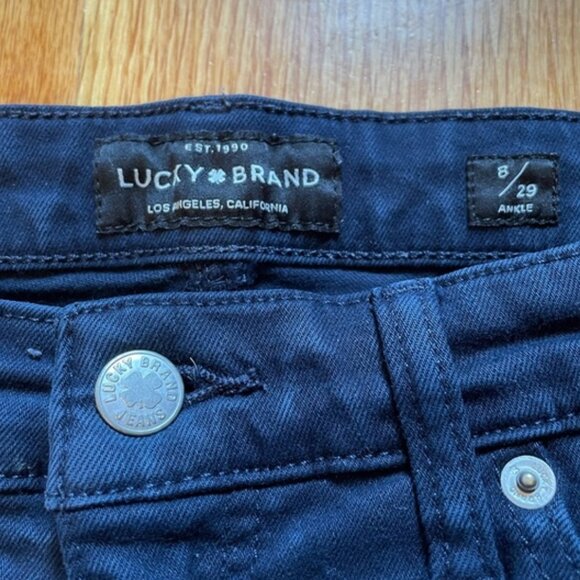 EST. 1990
LUCKY BRAND
LOS ANGELES, CALIFORNIA
8/29
ANKLE
LUCKY BRAND
JEANS